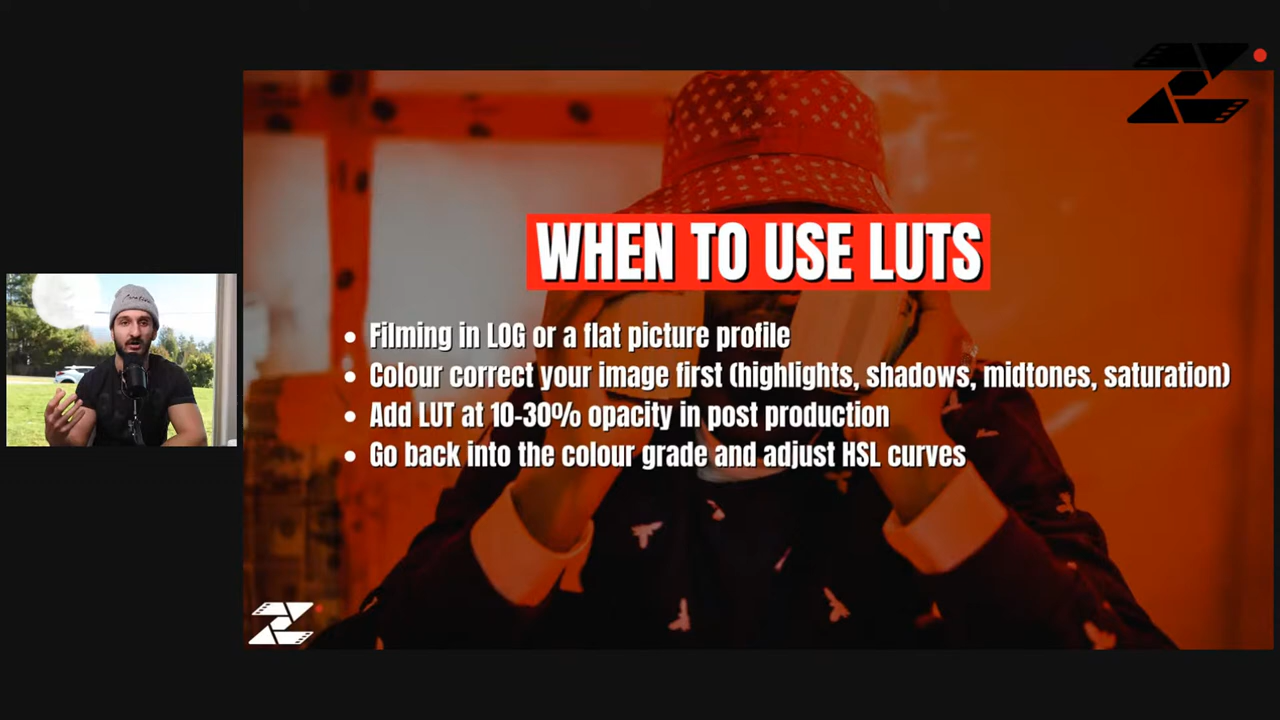 WHEN TO USE LUTS
• Filming in LOG or a flat picture profile
• Colour correct your image first (highlights, shadows, midtones, saturation)
• Add LUT at 10-30% opacity in post production
• Go back into the colour grade and adjust HSL curves